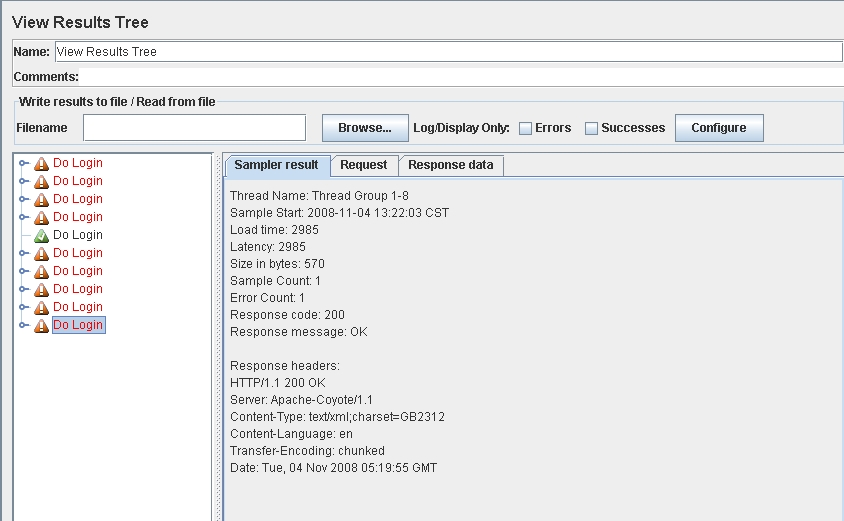 View Results Tree
Name: View Results Tree
Comments:
Write results to file / Read from file
Filename Browse... Log/Display Only: Errors Successes Configure
Do Login
Do Login
Do Login
Do Login
Do Login
Do Login
Do Login
Do Login
Do Login
Do Login
Sampler result Request Response data
Thread Name: Thread Group 1-8
Sample Start: 2008-11-04 13:22:03 CST
Load time: 2985
Latency: 2985
Size in bytes: 570
Sample Count: 1
Error Count: 1
Response code: 200
Response message: OK
Response headers:
HTTP/1.1 200 OK
Server: Apache-Coyote/1.1
Content-Type: text/xml;charset=GB2312
Content-Language: en
Transfer-Encoding: chunked
Date: Tue, 04 Nov 2008 05:19:55 GMT